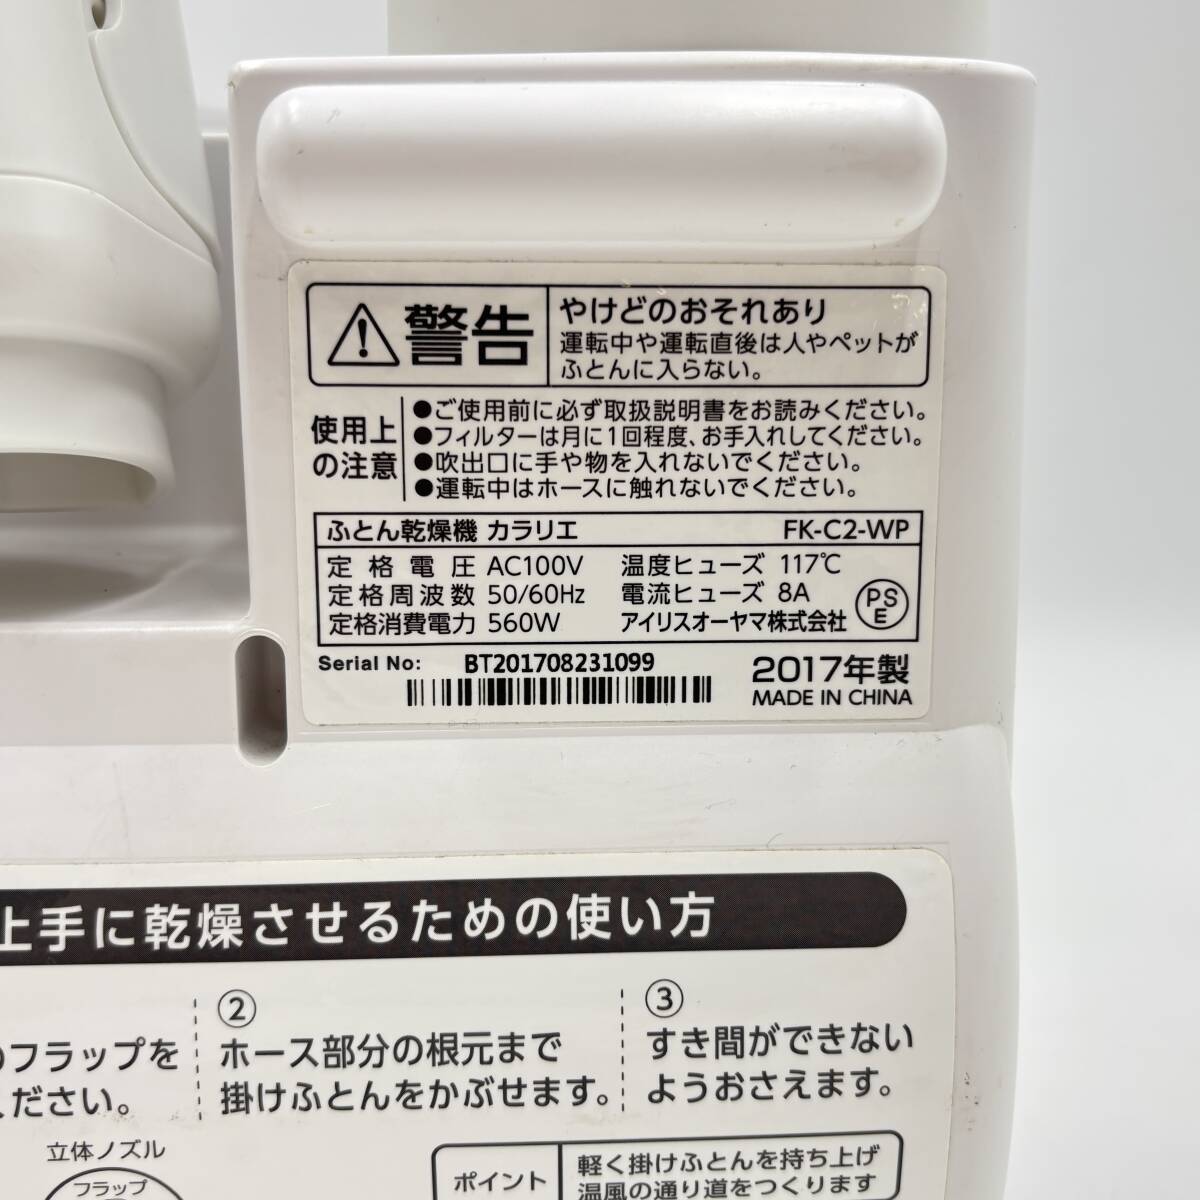 警告
やけどのおそれあり
運転中や運転直後は人やペットが
ふとんに入らない。
使用上
の注意
●ご使用前に必ず取扱説明書をお読みください。
●フィルターは月に1回程度、お手入れしてください。
●吹出口に手や物を入れないでください。
●運転中はホースに触れないでください。
ふとん乾燥機 カラリエ FK-C2-WP
定格電圧 AC100V 温度ヒューズ 117℃
定格周波数 50/60Hz 電流ヒューズ 8A
定格消費電力 560W アイリスオーヤマ株式会社
PS
E
Serial No: BT201708231099
2017年製
MADE IN CHINA
上手に乾燥させるための使い方
のフラップを
ください。
②
ホース部分の根元まで
掛けふとんをかぶせます。
③
すき間ができない
ようおさえます。
立体ノズル
フラップ
ポイント
軽く掛けふとんを持ち上げ
温風の通り道をつくります